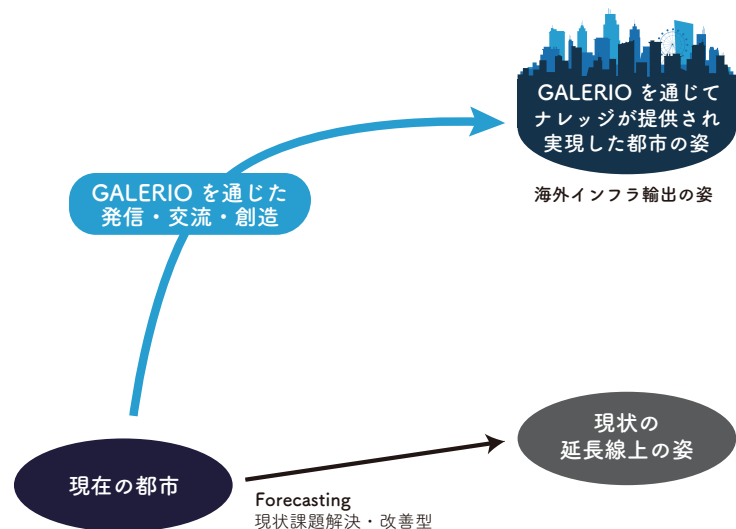 GALERIO を通じて
ナレッジが提供され
実現した都市の姿
海外インフラ輸出の姿
GALERIO を通じた
発信・交流・創造
現状の
延長線上の姿
現在の都市
Forecasting
現状課題解決・改善型